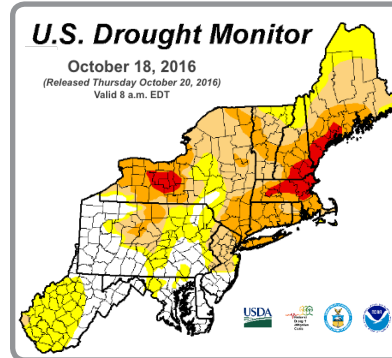 U.S. Drought Monitor
October 18, 2016
(Released Thursday October 20, 2016)
Valid 8 a.m. EDT
USDA